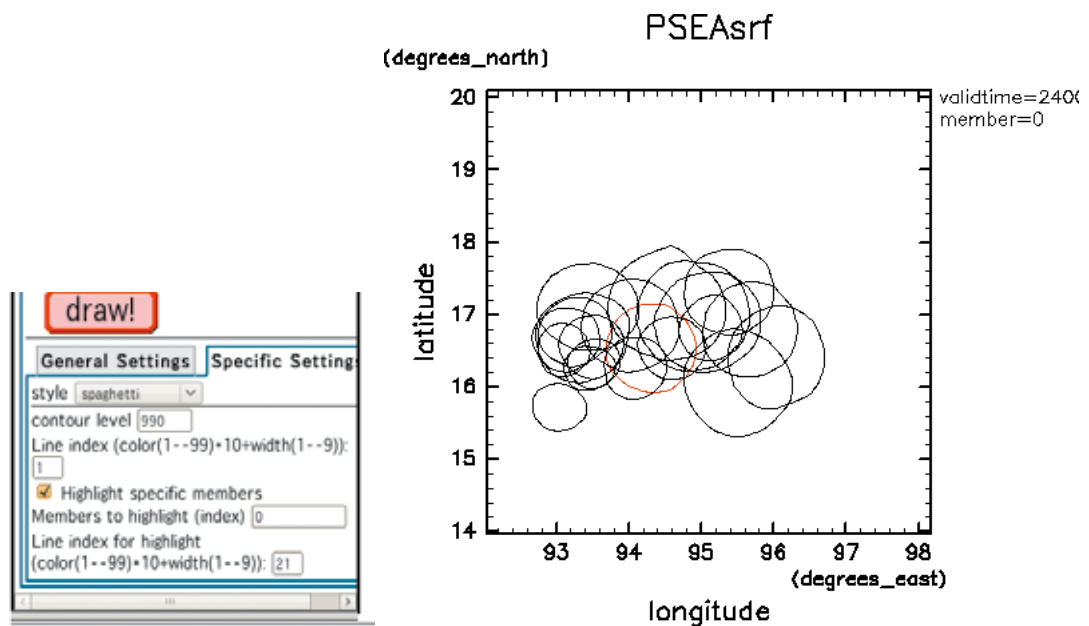 PSEAsrf
(degrees_north)
validtime=2400
member=0
20
19
18
17
16
15
14
latitude
93 94 95 96 97 98
(degrees_east)
longitude
draw!
General Settings Specific Settings
style spaghetti
contour level 990
Line index (color(1--99)*10+width(1--9)):
1
Highlight specific members
Members to highlight (index) 0
Line index for highlight
(color(1--99)*10+width(1--9)): 21